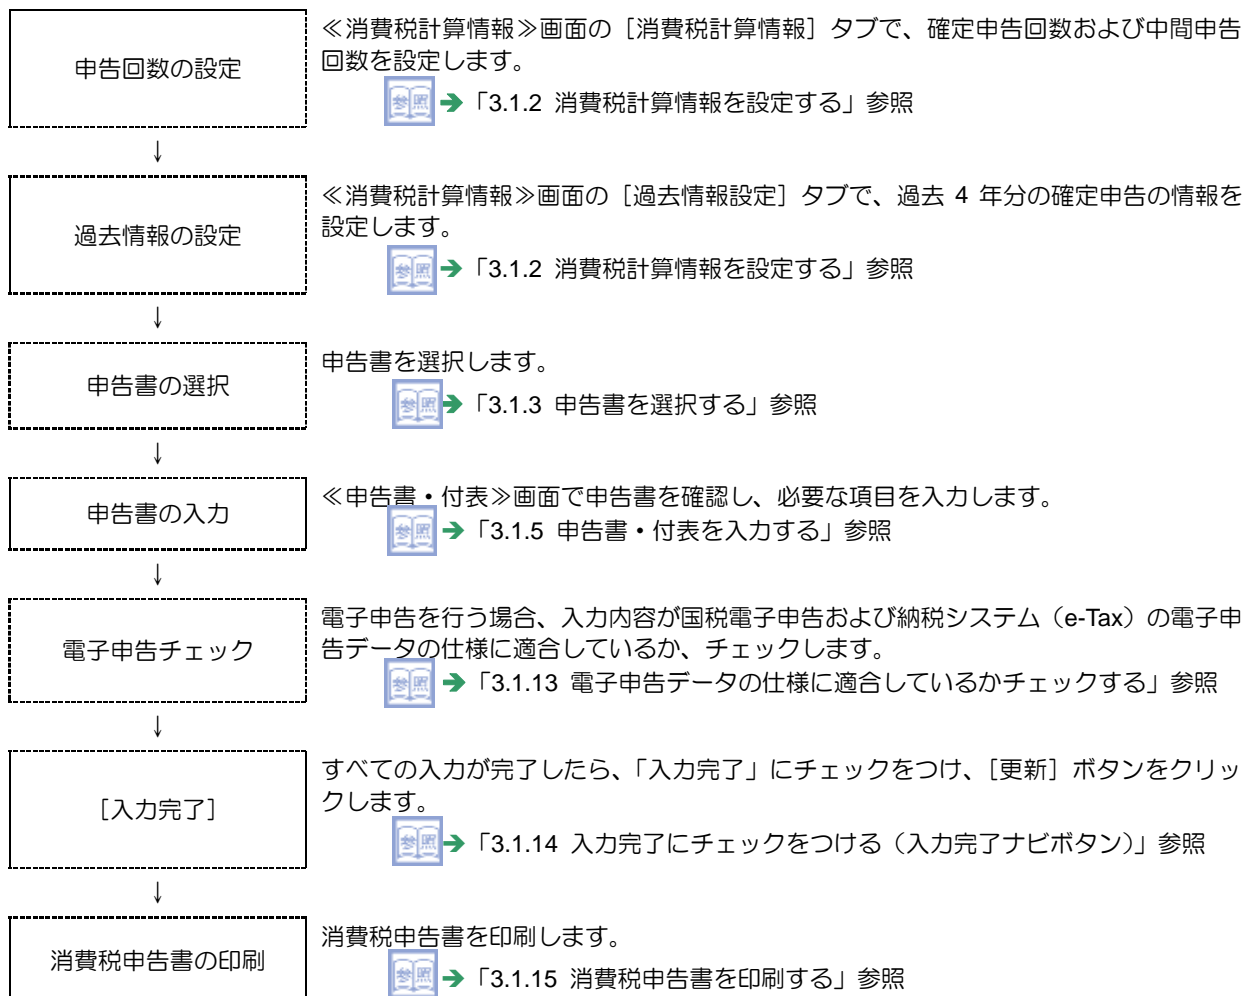 申告回数の設定
≪消費税計算情報≫画面の［消費税計算情報］タブで、確定申告回数および中間申告
回数を設定します。
参照 ➔ 「3.1.2 消費税計算情報を設定する」参照
↓
過去情報の設定
≪消費税計算情報≫画面の［過去情報設定］タブで、過去 4 年分の確定申告の情報を
設定します。
参照 ➔ 「3.1.2 消費税計算情報を設定する」参照
↓
申告書の選択
申告書を選択します。
参照 ➔ 「3.1.3 申告書を選択する」参照
↓
申告書の入力
≪申告書・付表≫画面で申告書を確認し、必要な項目を入力します。
参照 ➔ 「3.1.5 申告書・付表を入力する」参照
↓
電子申告チェック
電子申告を行う場合、入力内容が国税電子申告および納税システム（e-Tax）の電子申
告データの仕様に適合しているか、チェックします。
参照 ➔ 「3.1.13 電子申告データの仕様に適合しているかチェックする」参照
↓
［入力完了］
すべての入力が完了したら、「入力完了」にチェックをつけ、［更新］ボタンをクリッ
クします。
参照 ➔ 「3.1.14 入力完了にチェックをつける（入力完了ナビボタン）」参照
↓
消費税申告書の印刷
消費税申告書を印刷します。
参照 ➔ 「3.1.15 消費税申告書を印刷する」参照